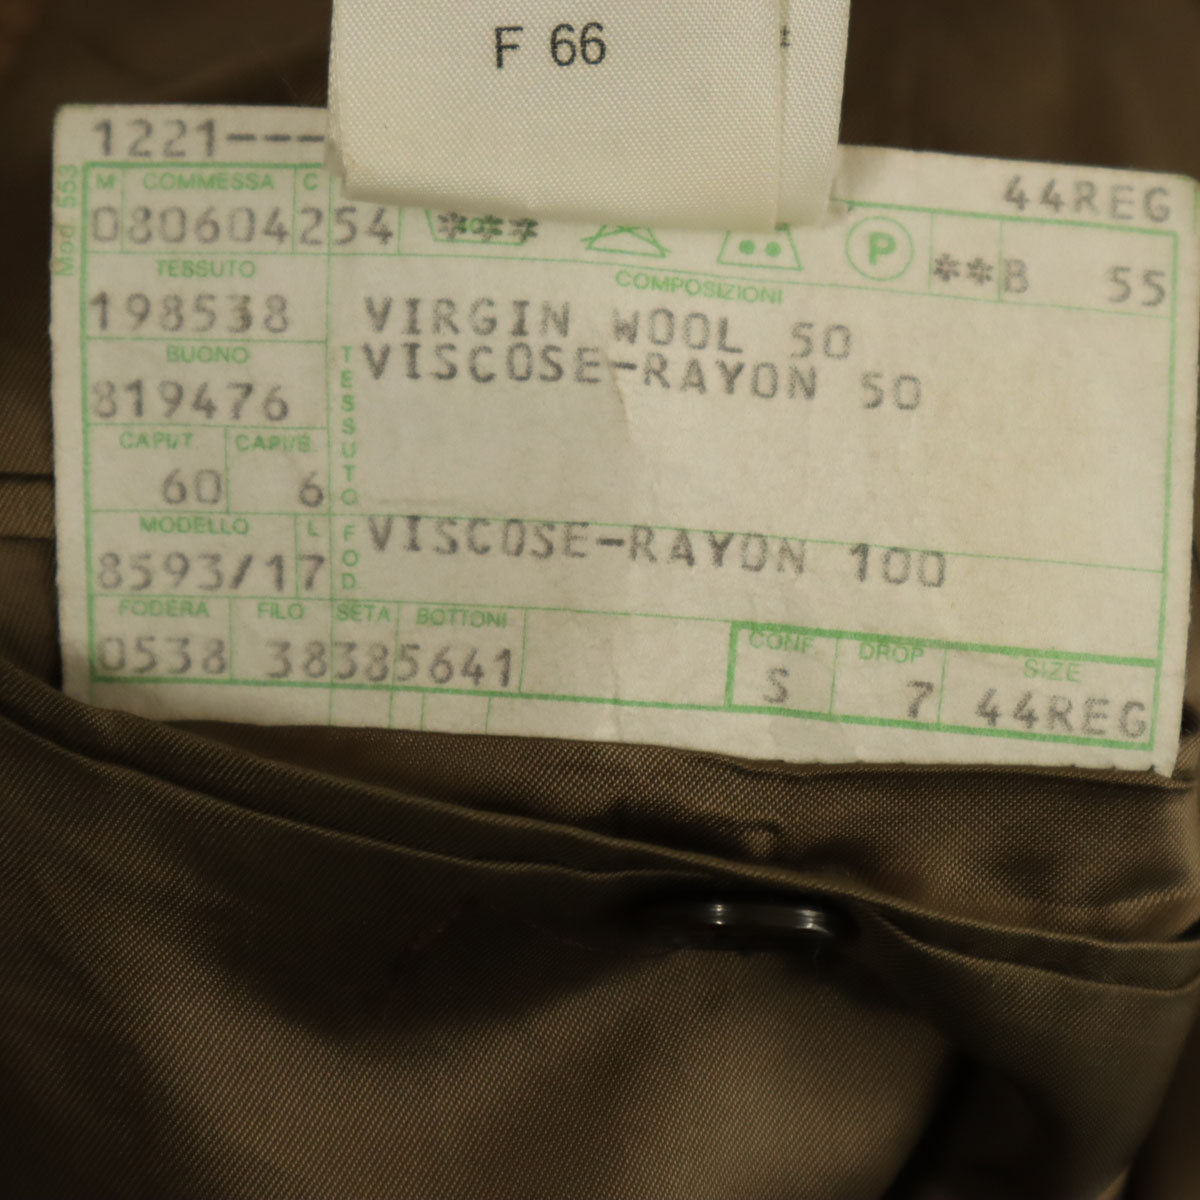 F 66
1221---
44REG
Mod 553
M COMMESSA C
080604254 *** P **B 55
TESSUTO COMPOSIZIONI
198538 VIRGIN WOOL 50
BUONO TESSUTO VISCOSE-RAYON 50
819476
CAPI/T. CAPI/S.
60 6
MODELLO L FOD. VISCOSE-RAYON 100
8593/17
FODERA FILO SETA BOTTONI CONF. DROP SIZE
0538 38385641 S 7 44REG